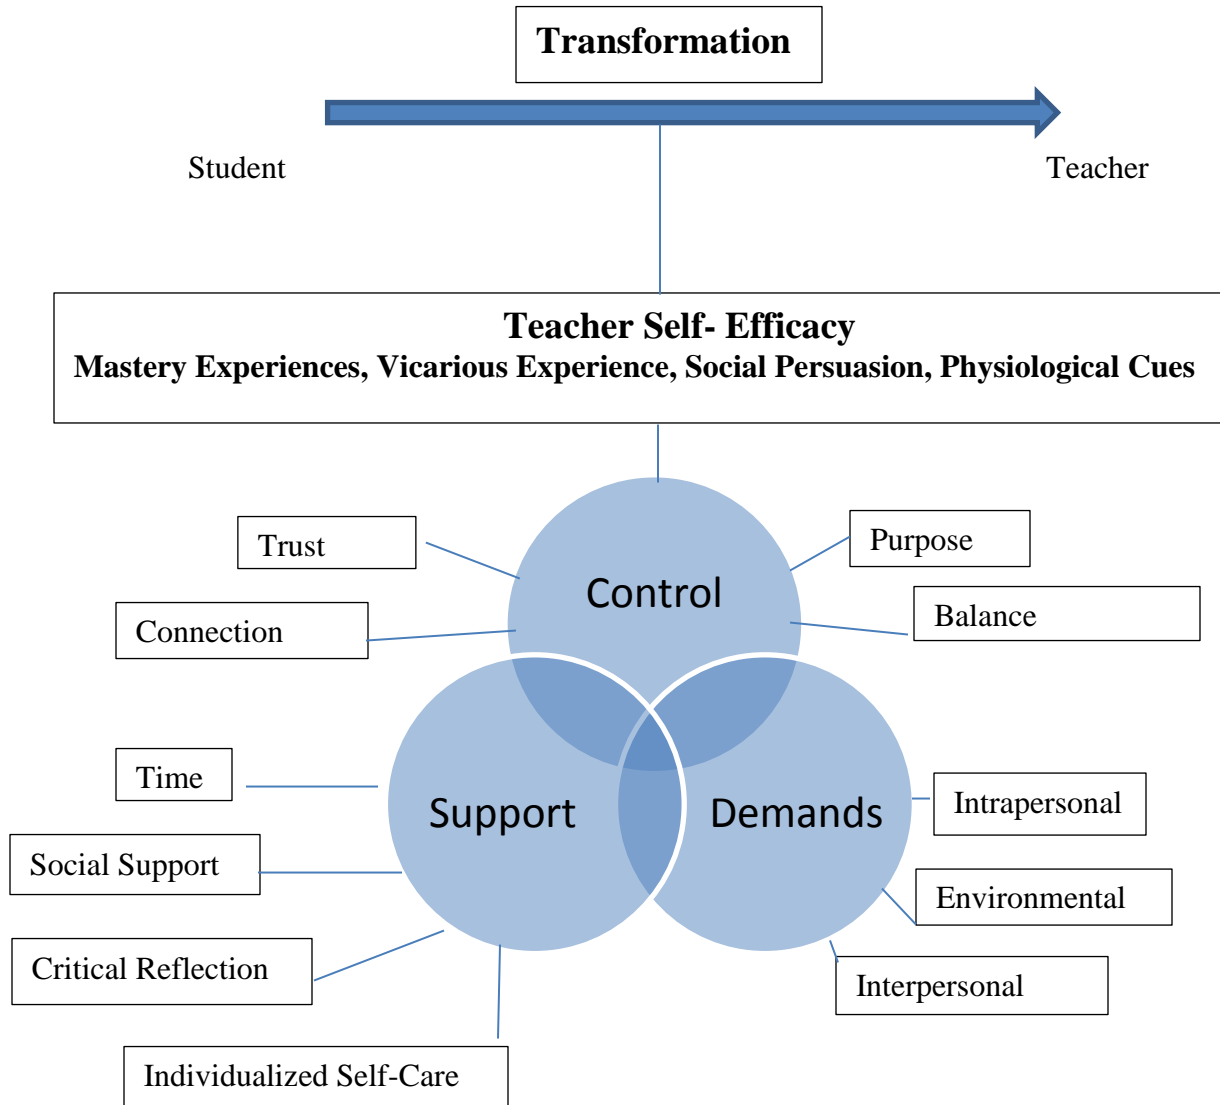 Transformation
Student
Teacher
Teacher Self- Efficacy
Mastery Experiences, Vicarious Experience, Social Persuasion, Physiological Cues
Trust
Purpose
Control
Connection
Balance
Time
Support
Demands
Intrapersonal
Social Support
Environmental
Critical Reflection
Interpersonal
Individualized Self-Care